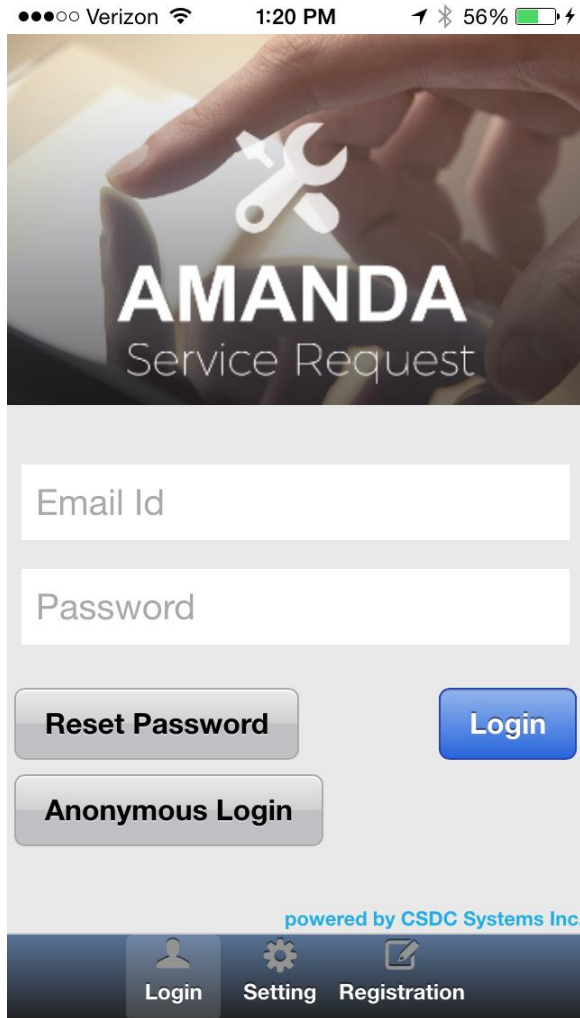 Verizon 1:20 PM 56%
AMANDA
Service Request
Email Id
Password
Reset Password Login
Anonymous Login
powered by CSDC Systems Inc.
Login Setting Registration